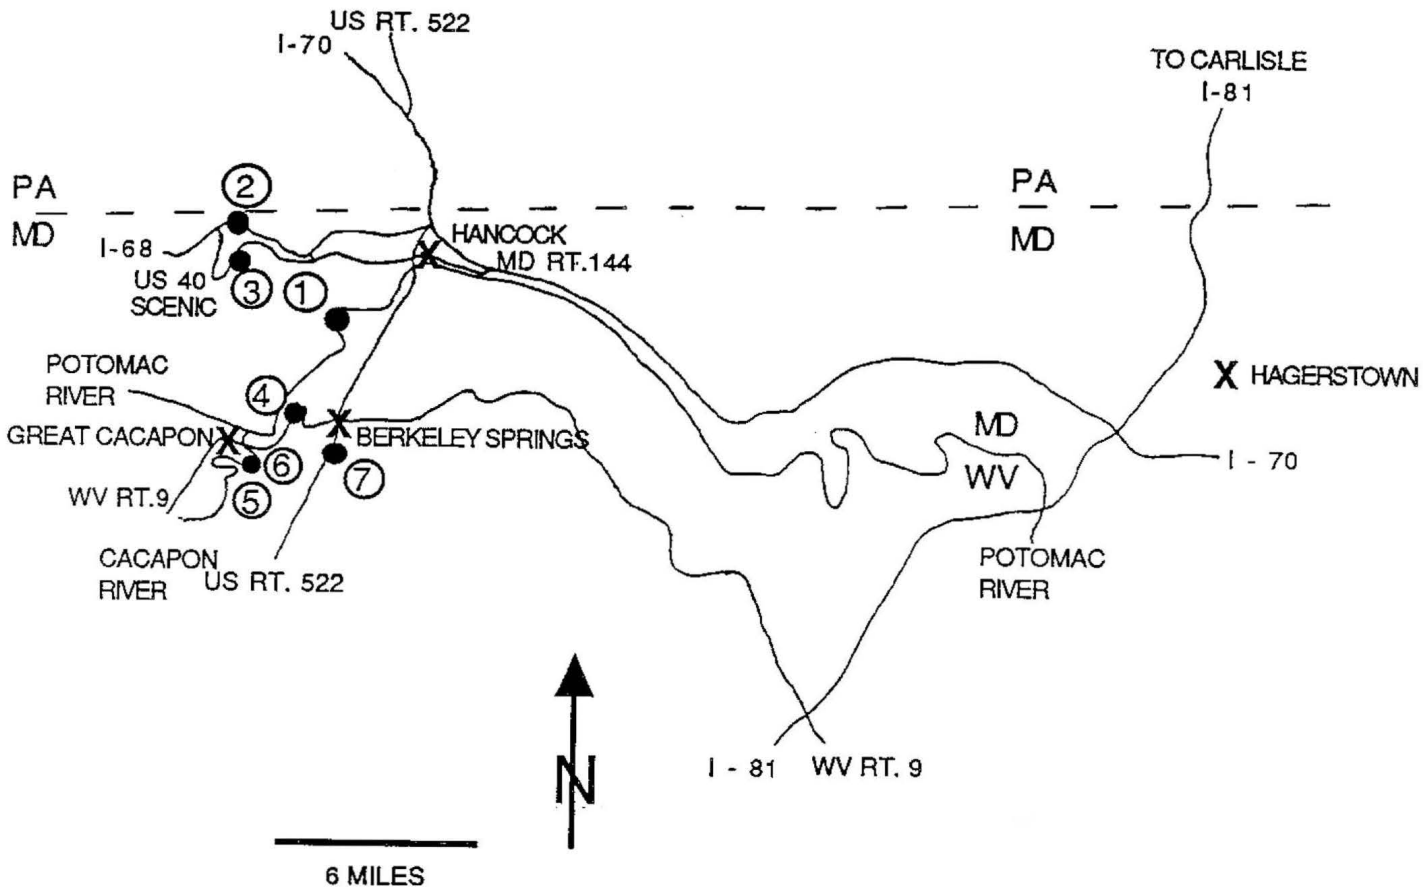 US RT. 522
I-70
TO CARLISLE
I-81
PA
2
PA
MD
HANCOCK
MD
I-68
MD RT.144
US 40
SCENIC
3
1
POTOMAC
RIVER
X HAGERSTOWN
4
GREAT CACAPON X
X BERKELEY SPRINGS
MD
WV
I - 70
6
7
WV RT.9
5
CACAPON
RIVER
US RT. 522
POTOMAC
RIVER
I - 81
WV RT. 9
N
6 MILES